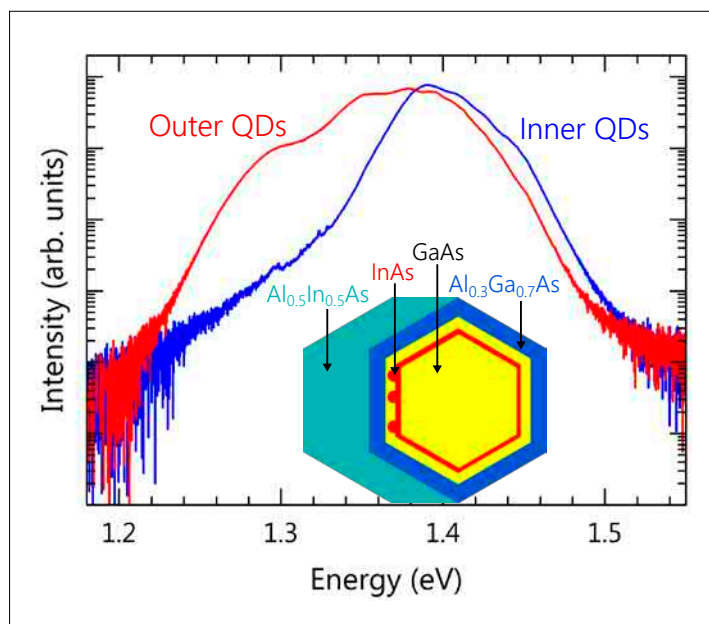 Outer QDs
Inner QDs
GaAs
InAs
Al0.5In0.5As
Al0.3Ga0.7As
Intensity (arb. units)
1.2 1.3 1.4 1.5
Energy (eV)